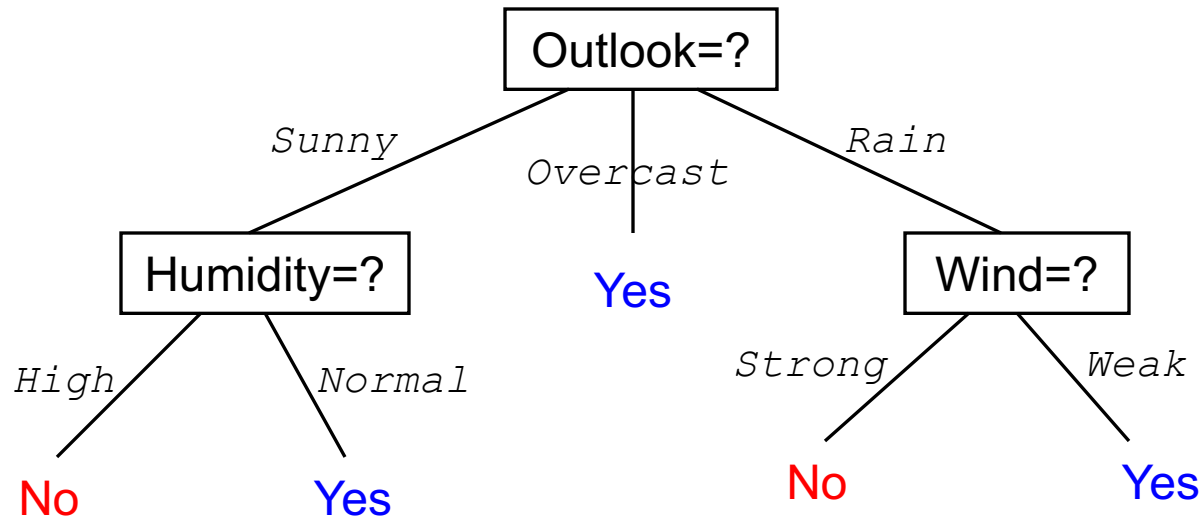 Outlook=?
Sunny
Overcast
Rain
Humidity=?
Yes
Wind=?
High
Normal
Strong
Weak
No
Yes
No
Yes